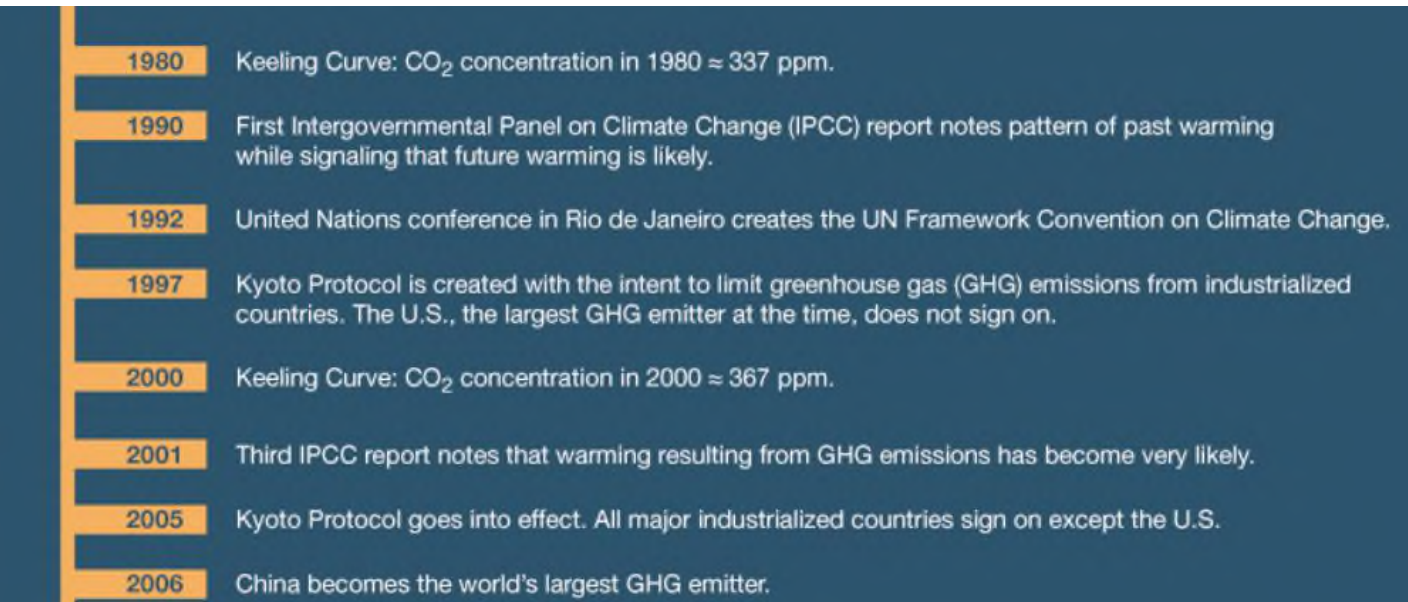 1980 Keeling Curve: CO₂ concentration in 1980 ≈ 337 ppm.
1990 First Intergovernmental Panel on Climate Change (IPCC) report notes pattern of past warming
while signaling that future warming is likely.
1992 United Nations conference in Rio de Janeiro creates the UN Framework Convention on Climate Change.
1997 Kyoto Protocol is created with the intent to limit greenhouse gas (GHG) emissions from industrialized
countries. The U.S., the largest GHG emitter at the time, does not sign on.
2000 Keeling Curve: CO₂ concentration in 2000 ≈ 367 ppm.
2001 Third IPCC report notes that warming resulting from GHG emissions has become very likely.
2005 Kyoto Protocol goes into effect. All major industrialized countries sign on except the U.S.
2006 China becomes the world's largest GHG emitter.